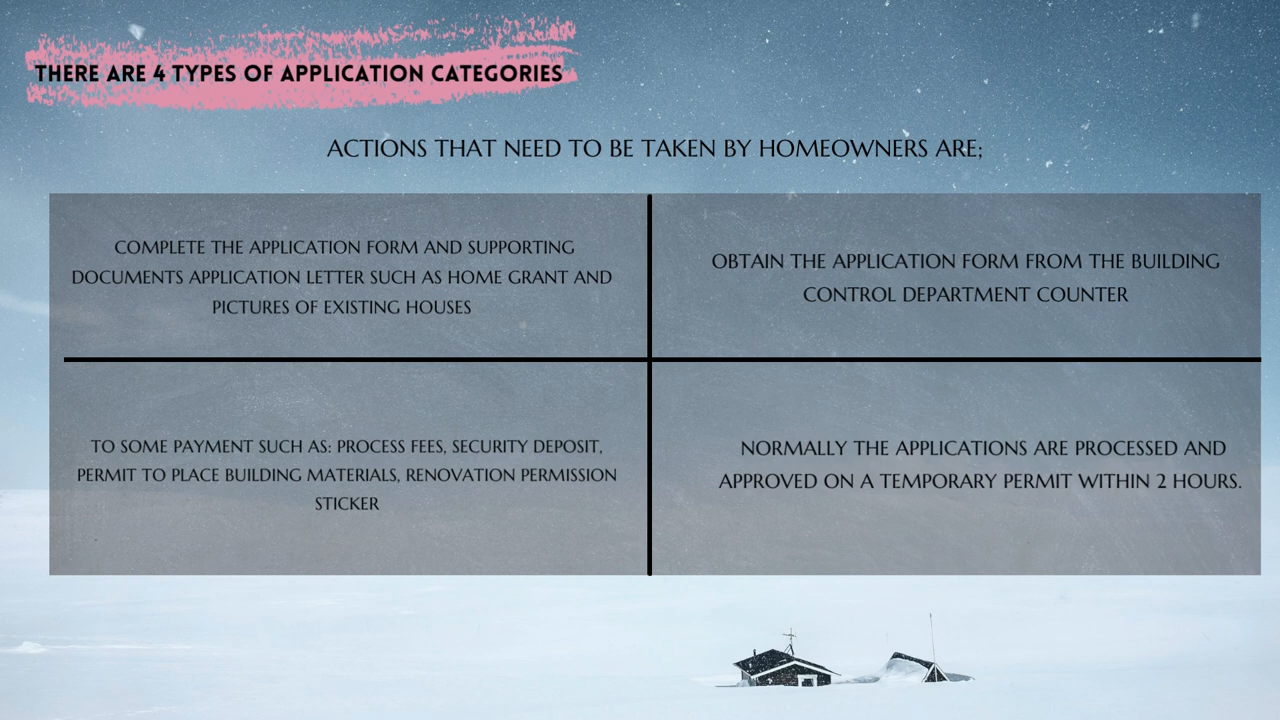 THERE ARE 4 TYPES OF APPLICATION CATEGORIES
ACTIONS THAT NEED TO BE TAKEN BY HOMEOWNERS ARE;
COMPLETE THE APPLICATION FORM AND SUPPORTING
DOCUMENTS APPLICATION LETTER SUCH AS HOME GRANT AND
PICTURES OF EXISTING HOUSES
OBTAIN THE APPLICATION FORM FROM THE BUILDING
CONTROL DEPARTMENT COUNTER
TO SOME PAYMENT SUCH AS: PROCESS FEES, SECURITY DEPOSIT,
PERMIT TO PLACE BUILDING MATERIALS, RENOVATION PERMISSION
STICKER
NORMALLY THE APPLICATIONS ARE PROCESSED AND
APPROVED ON A TEMPORARY PERMIT WITHIN 2 HOURS.